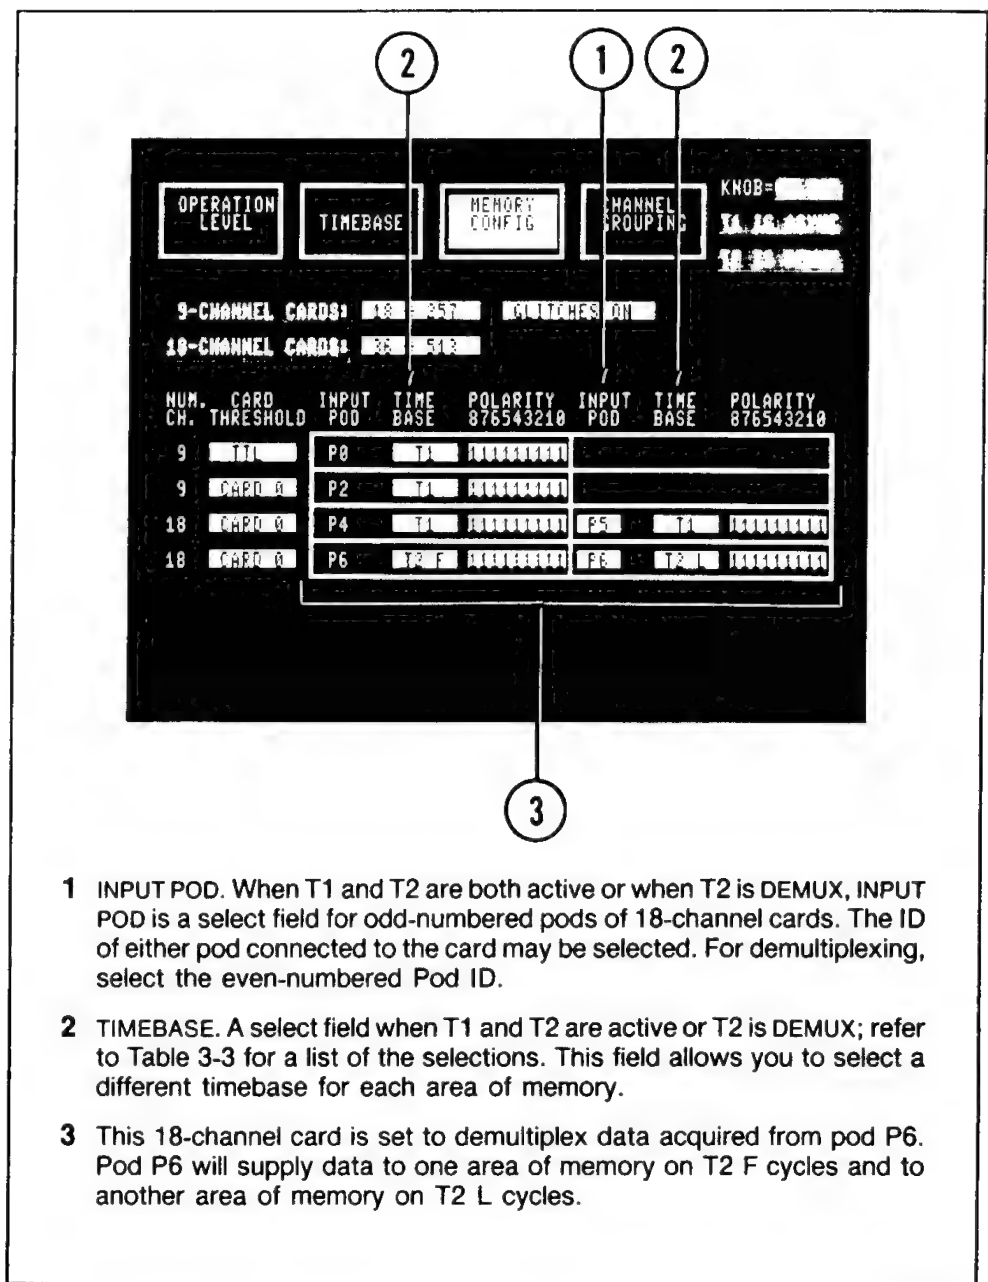 2 1 2
KNOB=
OPERATION LEVEL
TIMEBASE
MEMORY CONFIG
CHANNEL GROUPING
T1 IS ASYNC
9-CHANNEL CARDS: GLITCHES ON
18-CHANNEL CARDS:
NUM. CARD INPUT TIME POLARITY INPUT TIME POLARITY
CH. THRESHOLD POD BASE 876543210 POD BASE 876543210
9 TTL P0 T1 111111111
9 CARD 0 P2 T1 111111111
18 CARD 0 P4 T1 111111111 P5 T1 111111111
18 CARD 0 P6 T2 F 111111111 P6 T2 L 111111111
3
1 INPUT POD. When T1 and T2 are both active or when T2 is DEMUX, INPUT
POD is a select field for odd-numbered pods of 18-channel cards. The ID
of either pod connected to the card may be selected. For demultiplexing,
select the even-numbered Pod ID.
2 TIMEBASE. A select field when T1 and T2 are active or T2 is DEMUX; refer
to Table 3-3 for a list of the selections. This field allows you to select a
different timebase for each area of memory.
3 This 18-channel card is set to demultiplex data acquired from pod P6.
Pod P6 will supply data to one area of memory on T2 F cycles and to
another area of memory on T2 L cycles.